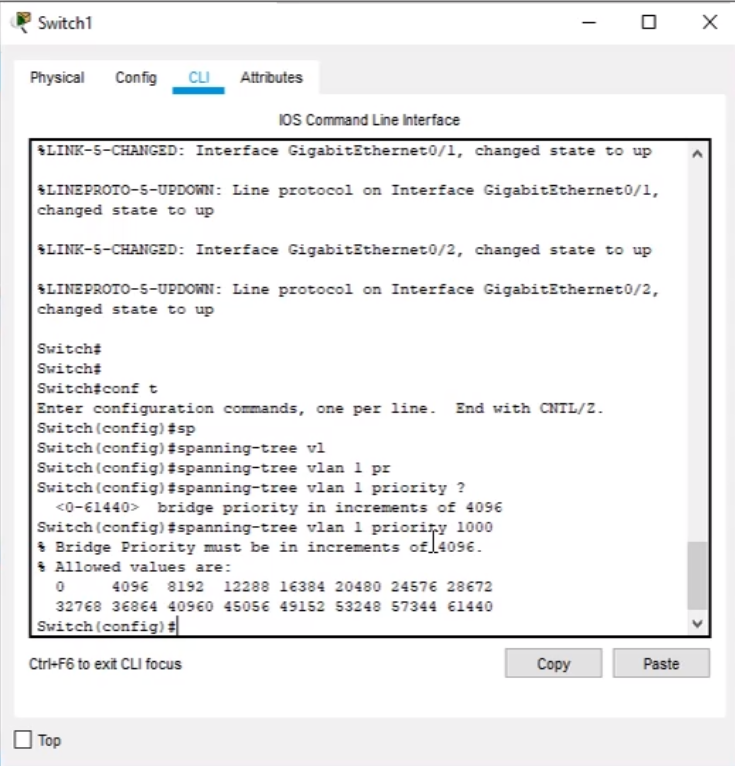 Switch1
Physical Config CLI Attributes
IOS Command Line Interface
%LINK-5-CHANGED: Interface GigabitEthernet0/1, changed state to up
%LINEPROTO-5-UPDOWN: Line protocol on Interface GigabitEthernet0/1,
changed state to up
%LINK-5-CHANGED: Interface GigabitEthernet0/2, changed state to up
%LINEPROTO-5-UPDOWN: Line protocol on Interface GigabitEthernet0/2,
changed state to up
Switch#
Switch#
Switch#conf t
Enter configuration commands, one per line.  End with CNTL/Z.
Switch(config)#sp
Switch(config)#spanning-tree vl
Switch(config)#spanning-tree vlan 1 pr
Switch(config)#spanning-tree vlan 1 priority ?
  <0-61440>  bridge priority in increments of 4096
Switch(config)#spanning-tree vlan 1 priority 1000
% Bridge Priority must be in increments of 4096.
% Allowed values are:
  0     4096  8192  12288 16384 20480 24576 28672
  32768 36864 40960 45056 49152 53248 57344 61440
Switch(config)#
Ctrl+F6 to exit CLI focus
Copy Paste
Top